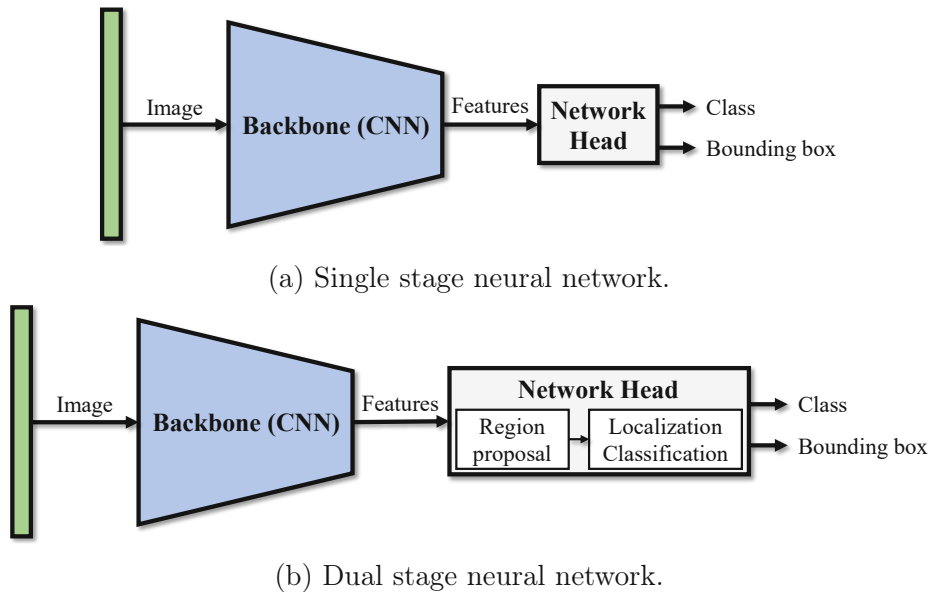 Image
Backbone (CNN)
Features
Network
Head
Class
Bounding box
(a) Single stage neural network.
Image
Backbone (CNN)
Features
Network Head
Region
proposal
Localization
Classification
Class
Bounding box
(b) Dual stage neural network.